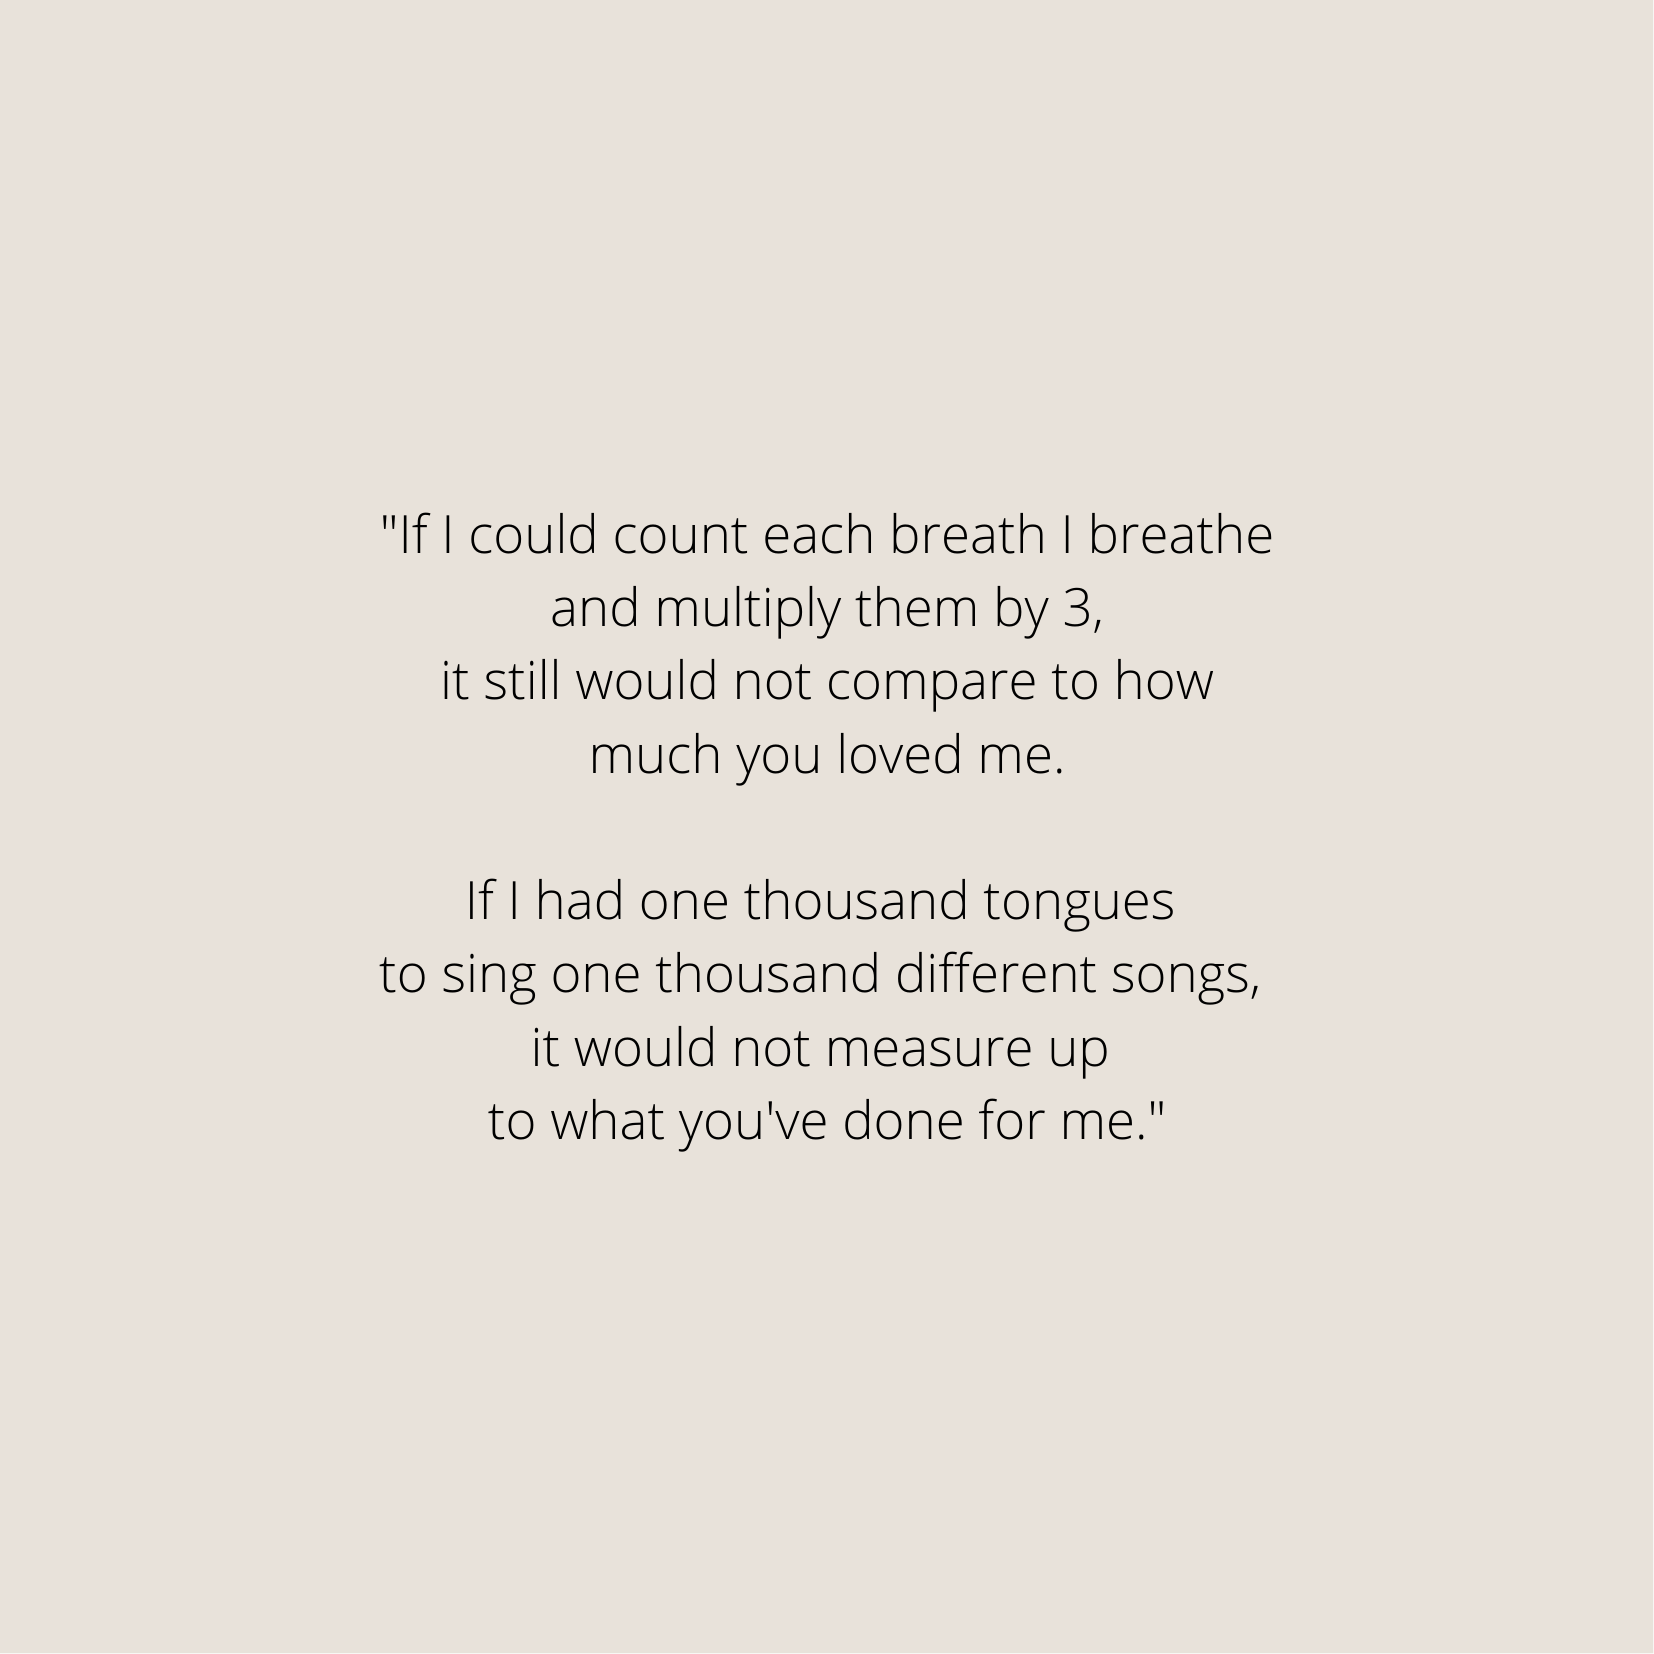 "If I could count each breath I breathe
and multiply them by 3,
it still would not compare to how
much you loved me.
If I had one thousand tongues
to sing one thousand different songs,
it would not measure up
to what you've done for me."